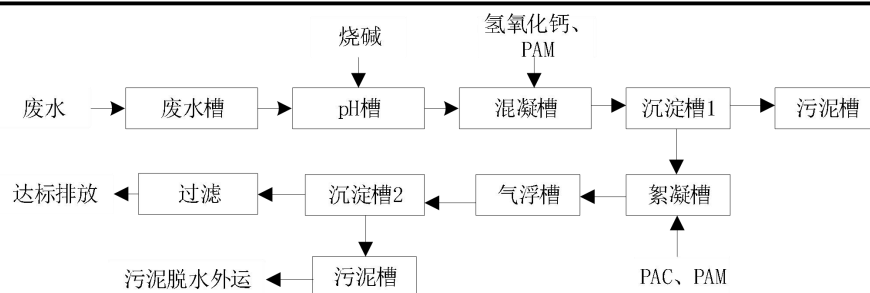 烧碱
氢氧化钙、
PAM
废水
废水槽
pH槽
混凝槽
沉淀槽1
污泥槽
达标排放
过滤
沉淀槽2
气浮槽
絮凝槽
污泥脱水外运
污泥槽
PAC、PAM